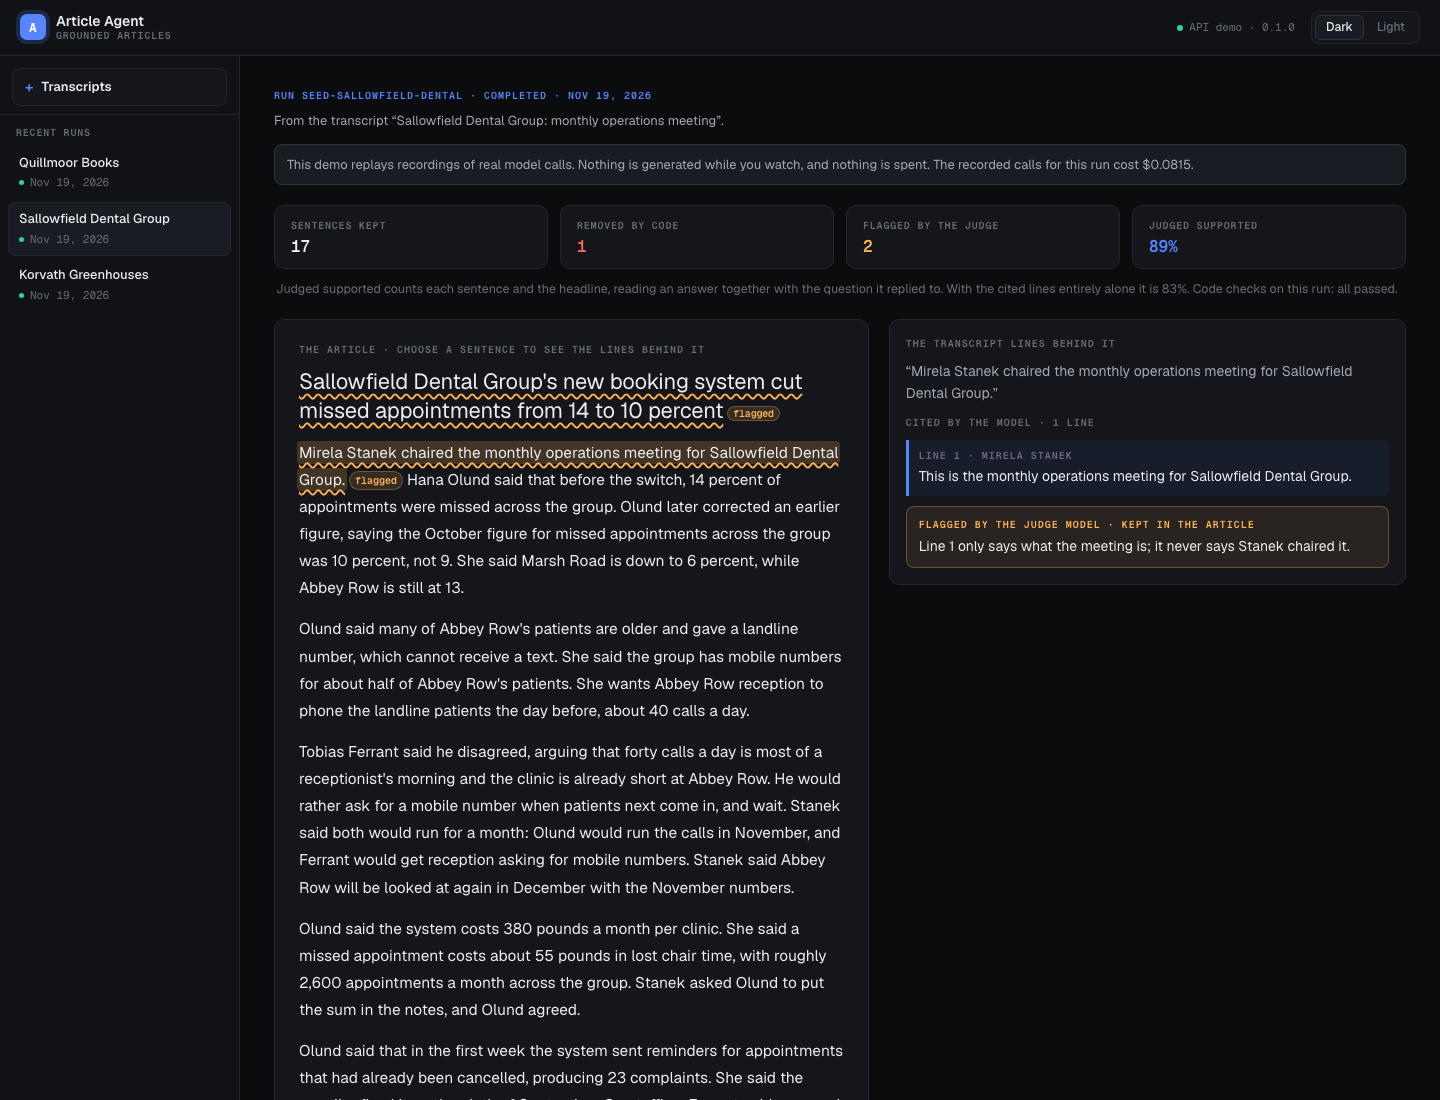 A
Article Agent
GROUNDED ARTICLES
API demo · 0.1.0
Dark
Light
+ Transcripts
RECENT RUNS
Quillmoor Books
Nov 19, 2026
Sallowfield Dental Group
Nov 19, 2026
Korvath Greenhouses
Nov 19, 2026
RUN SEED-SALLOWFIELD-DENTAL · COMPLETED · NOV 19, 2026
From the transcript “Sallowfield Dental Group: monthly operations meeting”.
This demo replays recordings of real model calls. Nothing is generated while you watch, and nothing is spent. The recorded calls for this run cost $0.0815.
SENTENCES KEPT
17
REMOVED BY CODE
1
FLAGGED BY THE JUDGE
2
JUDGED SUPPORTED
89%
Judged supported counts each sentence and the headline, reading an answer together with the question it replied to. With the cited lines entirely alone it is 83%. Code checks on this run: all passed.
THE ARTICLE · CHOOSE A SENTENCE TO SEE THE LINES BEHIND IT
Sallowfield Dental Group's new booking system cut
missed appointments from 14 to 10 percent flagged
Mirela Stanek chaired the monthly operations meeting for Sallowfield Dental
Group. flagged Hana Olund said that before the switch, 14 percent of
appointments were missed across the group. Olund later corrected an earlier
figure, saying the October figure for missed appointments across the group
was 10 percent, not 9. She said Marsh Road is down to 6 percent, while
Abbey Row is still at 13.
Olund said many of Abbey Row's patients are older and gave a landline
number, which cannot receive a text. She said the group has mobile numbers
for about half of Abbey Row's patients. She wants Abbey Row reception to
phone the landline patients the day before, about 40 calls a day.
Tobias Ferrant said he disagreed, arguing that forty calls a day is most of a
receptionist's morning and the clinic is already short at Abbey Row. He would
rather ask for a mobile number when patients next come in, and wait. Stanek
said both would run for a month: Olund would run the calls in November, and
Ferrant would get reception asking for mobile numbers. Stanek said Abbey
Row will be looked at again in December with the November numbers.
Olund said the system costs 380 pounds a month per clinic. She said a
missed appointment costs about 55 pounds in lost chair time, with roughly
2,600 appointments a month across the group. Stanek asked Olund to put
the sum in the notes, and Olund agreed.
Olund said that in the first week the system sent reminders for appointments
that had already been cancelled, producing 23 complaints. She said the
THE TRANSCRIPT LINES BEHIND IT
“Mirela Stanek chaired the monthly operations meeting for Sallowfield
Dental Group.”
CITED BY THE MODEL · 1 LINE
LINE 1 · MIRELA STANEK
This is the monthly operations meeting for Sallowfield Dental Group.
FLAGGED BY THE JUDGE MODEL · KEPT IN THE ARTICLE
Line 1 only says what the meeting is; it never says Stanek chaired it.